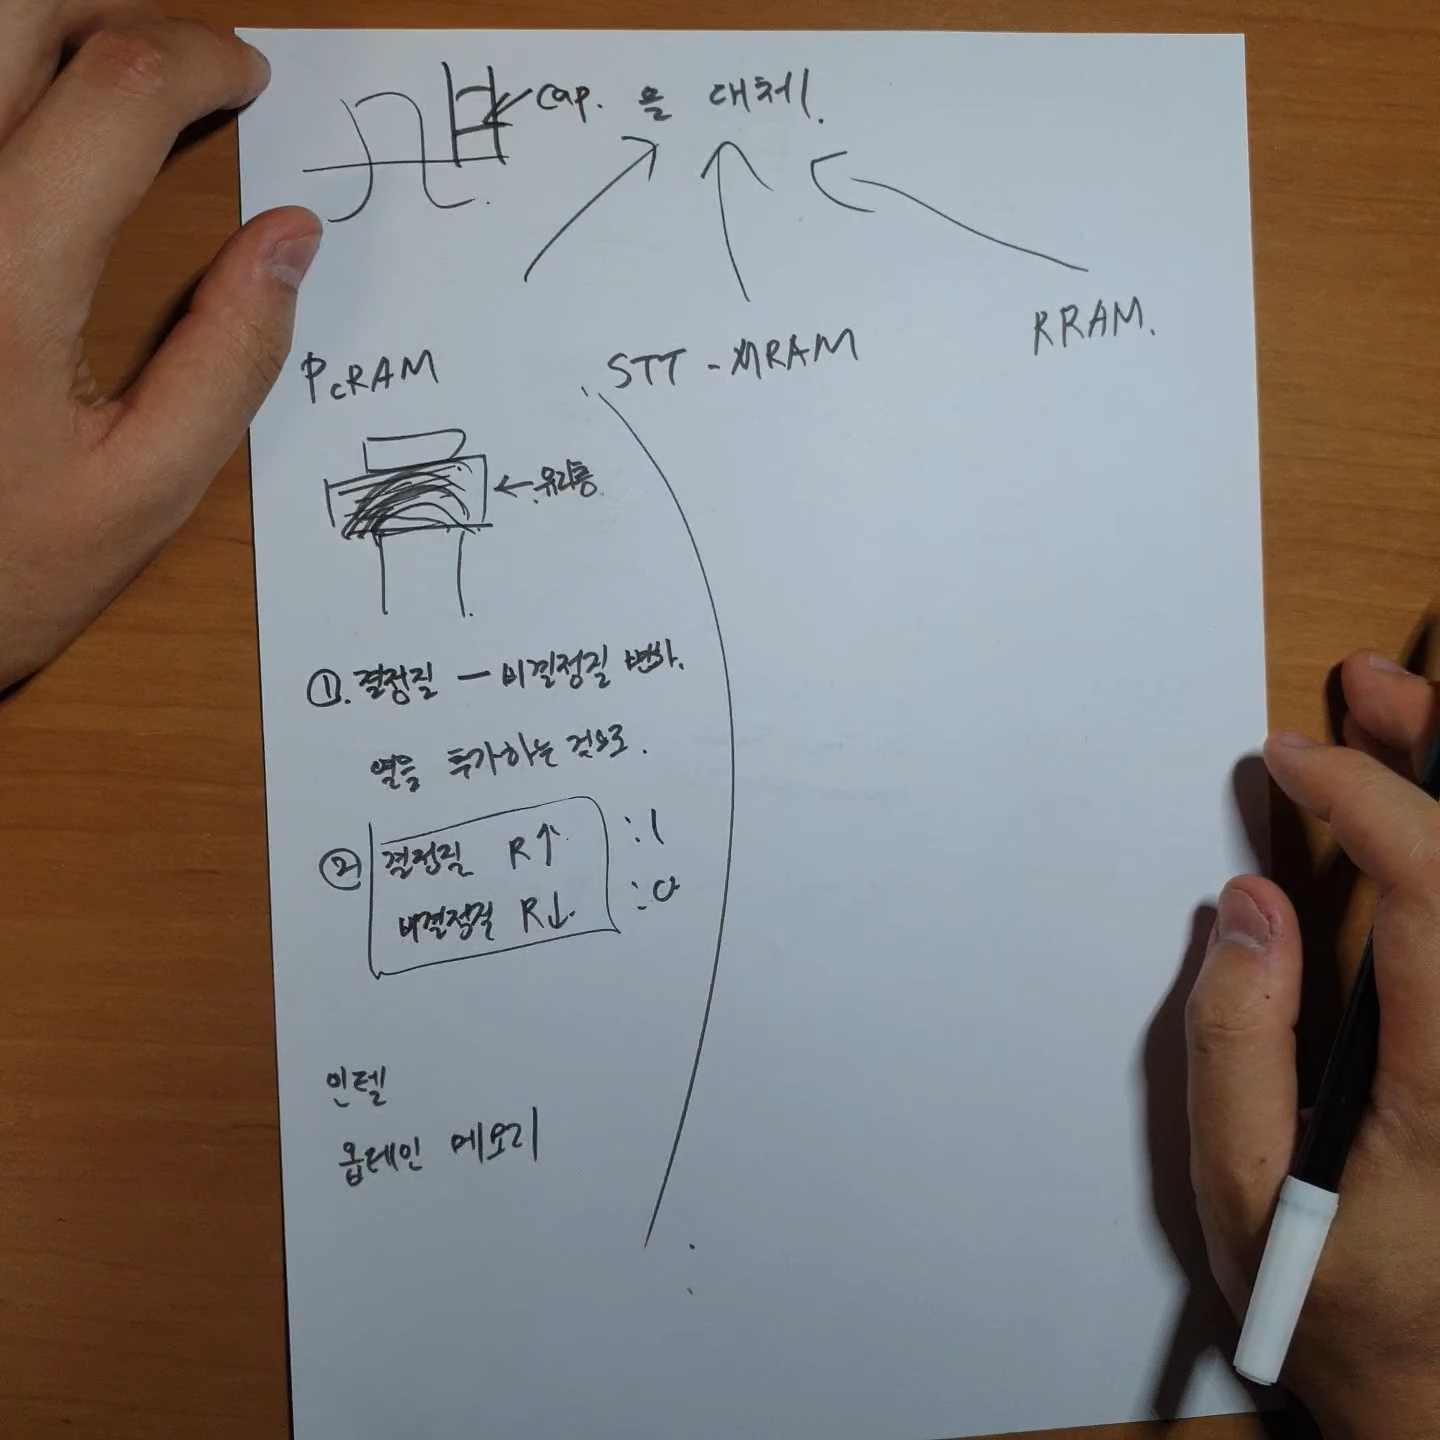 cap. 을 대체.
PcRAM
STT-MRAM
RRAM.
← 유리층
①. 결정질 — 비결정질 변화.
열을 추가하는 것으로.
② 결정질 R↑ : 1
비결정질 R↓. : 0
인텔
옵테인 메모리